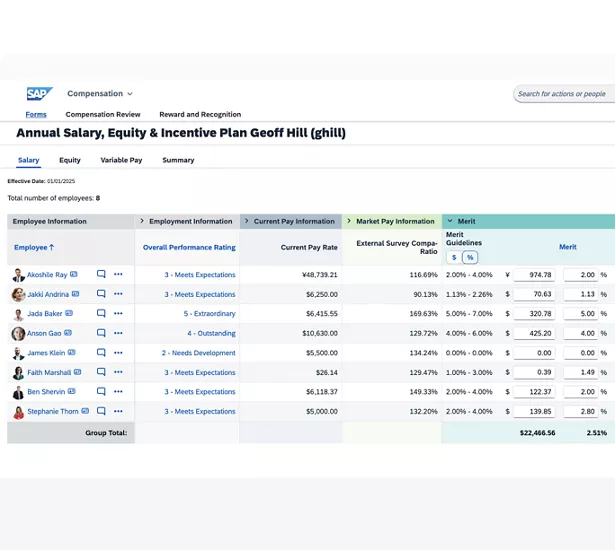 SAP Compensation
Search for actions or people
Forms Compensation Review Reward and Recognition
Annual Salary, Equity & Incentive Plan Geoff Hill (ghill)
Salary Equity Variable Pay Summary
Effective Date: 01/01/2025
Total number of employees: 8
Employee Information Employment Information Current Pay Information Market Pay Information Merit
Employee ↑ Overall Performance Rating Current Pay Rate External Survey Compa-Ratio Merit Guidelines $ % Merit
Akoshile Ray 3 - Meets Expectations ¥48,739.21 116.69% 2.00% - 4.00% ¥ 974.78 2.00 %
Jakki Andrina 3 - Meets Expectations $6,250.00 90.13% 1.13% - 2.26% $ 70.63 1.13 %
Jada Baker 5 - Extraordinary $6,415.55 169.63% 5.00% - 7.00% $ 320.78 5.00 %
Anson Gao 4 - Outstanding $10,630.00 129.72% 4.00% - 6.00% $ 425.20 4.00 %
James Klein 2 - Needs Development $5,500.00 134.24% 0.00% - 0.00% $ 0.00 0.00 %
Faith Marshall 3 - Meets Expectations $26.14 129.47% 1.00% - 3.00% $ 0.39 1.49 %
Ben Shervin 3 - Meets Expectations $6,118.37 149.33% 2.00% - 4.00% $ 122.37 2.00 %
Stephanie Thorn 3 - Meets Expectations $5,000.00 132.20% 2.00% - 4.00% $ 139.85 2.80 %
Group Total: $22,466.56 2.51%